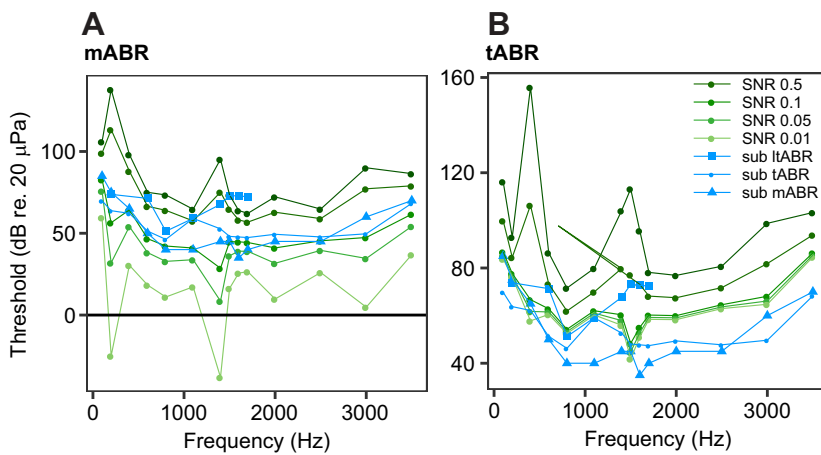 A
mABR
Threshold (dB re. 20 µPa)
100
50
0
0
1000
2000
3000
Frequency (Hz)
B
tABR
160
120
80
40
SNR 0.5
SNR 0.1
SNR 0.05
SNR 0.01
sub ltABR
sub tABR
sub mABR
0
1000
2000
3000
Frequency (Hz)